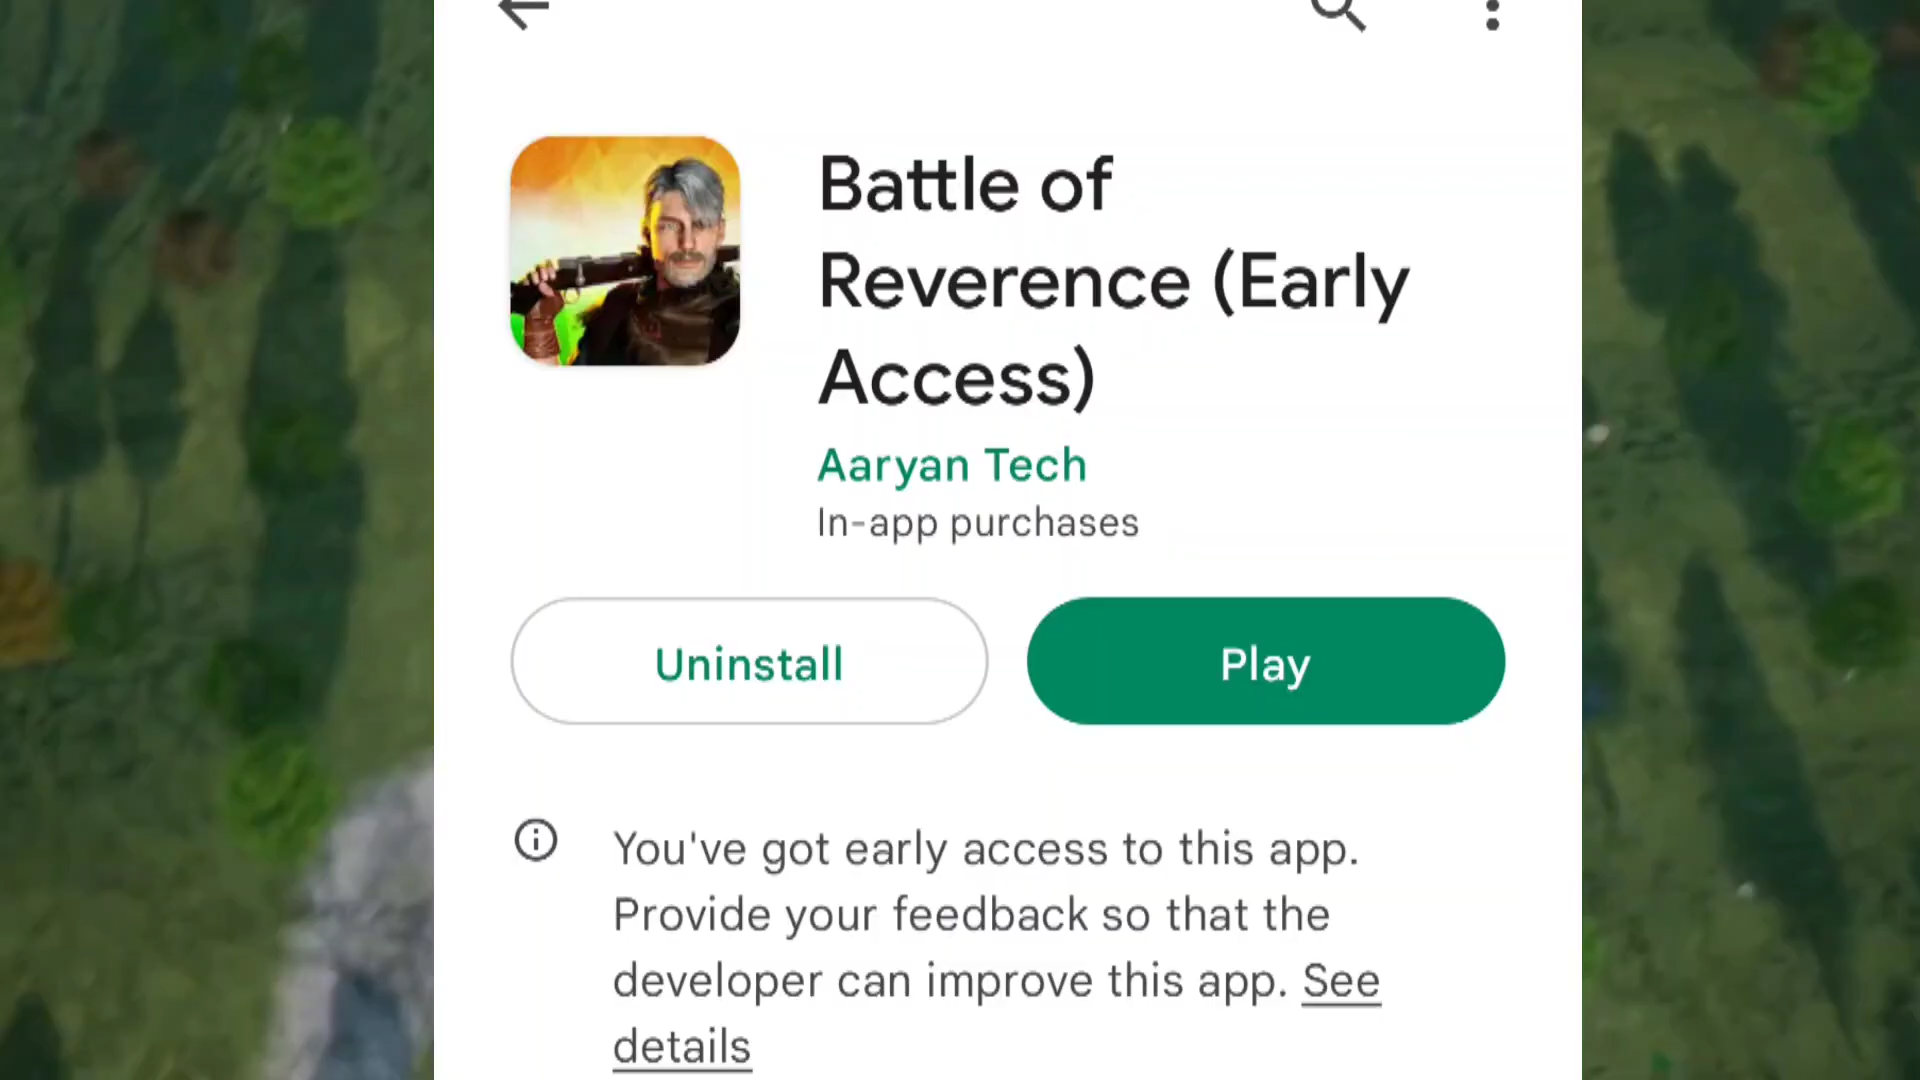 Battle of
Reverence (Early
Access)
Aaryan Tech
In-app purchases
Uninstall
Play
You've got early access to this app.
Provide your feedback so that the
developer can improve this app. See
details